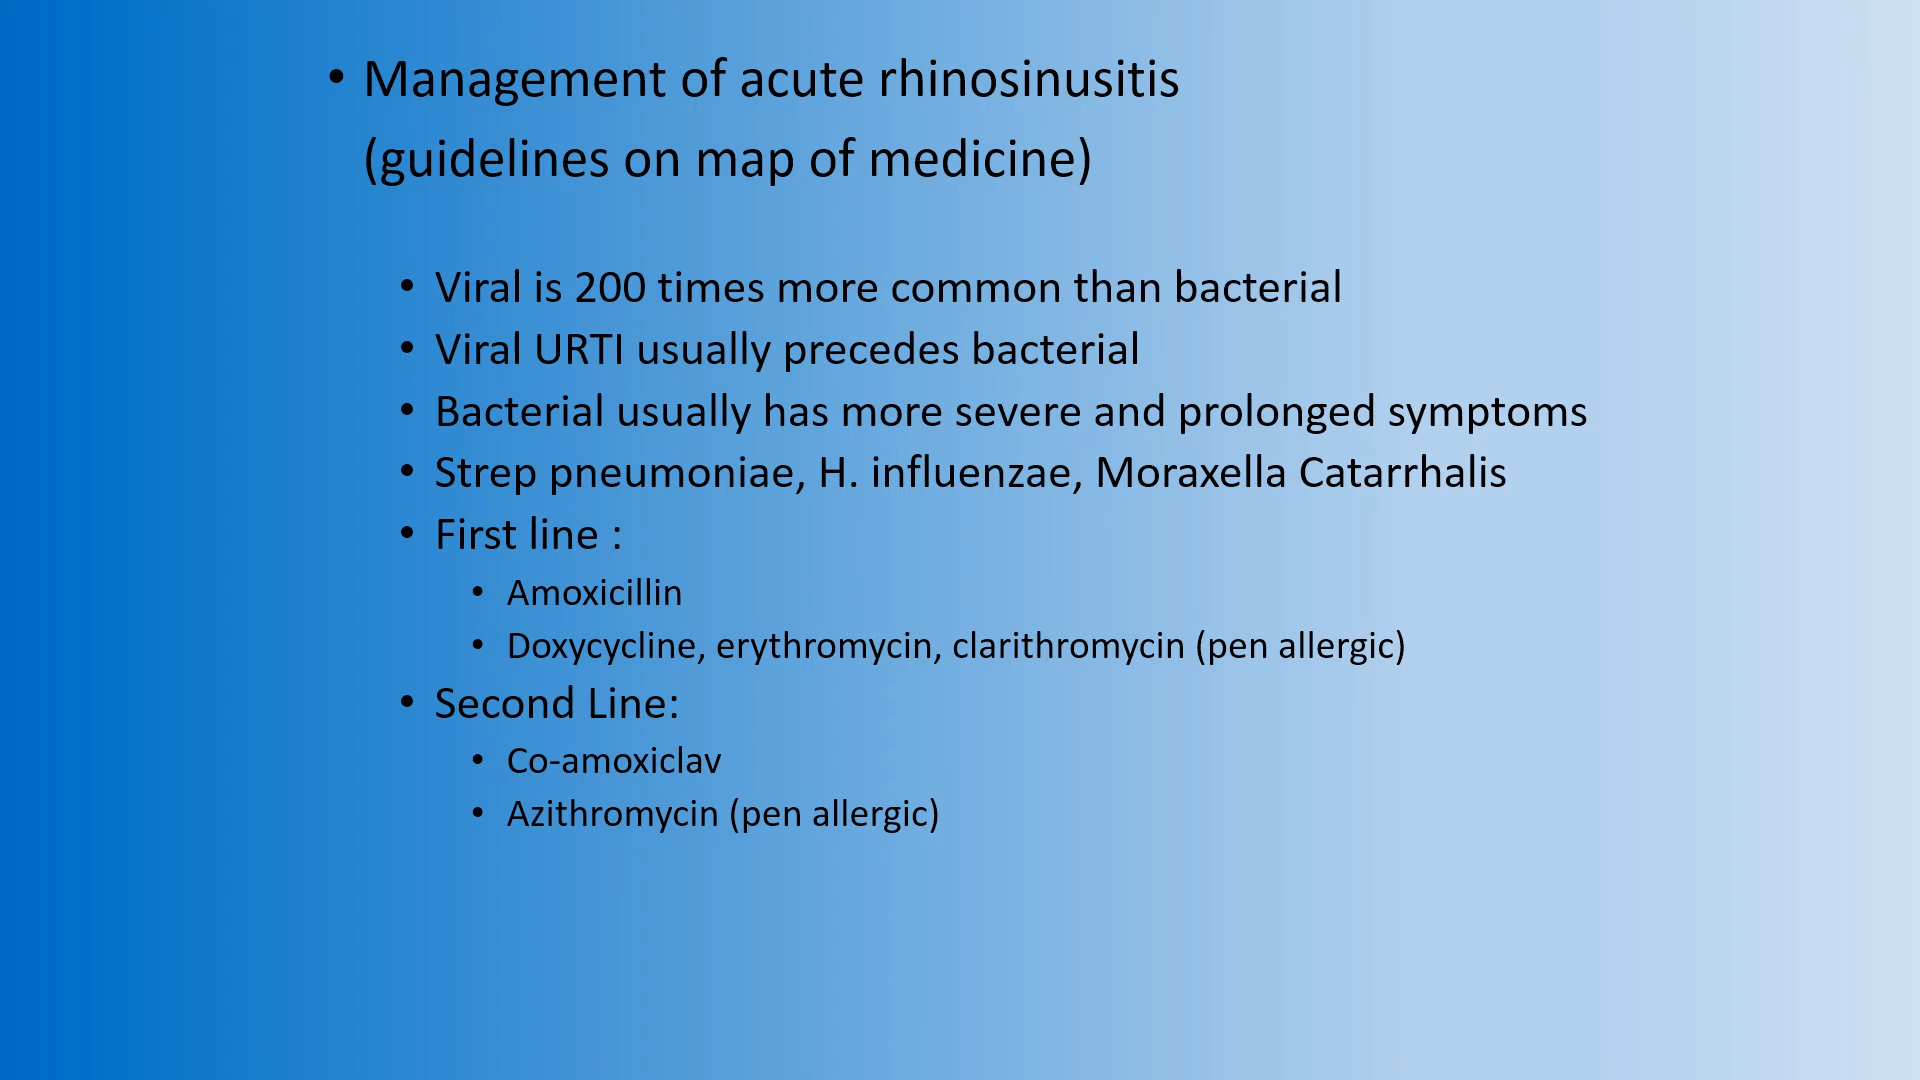 • Management of acute rhinosinusitis
(guidelines on map of medicine)
• Viral is 200 times more common than bacterial
• Viral URTI usually precedes bacterial
• Bacterial usually has more severe and prolonged symptoms
• Strep pneumoniae, H. influenzae, Moraxella Catarrhalis
• First line :
• Amoxicillin
• Doxycycline, erythromycin, clarithromycin (pen allergic)
• Second Line:
• Co-amoxiclav
• Azithromycin (pen allergic)